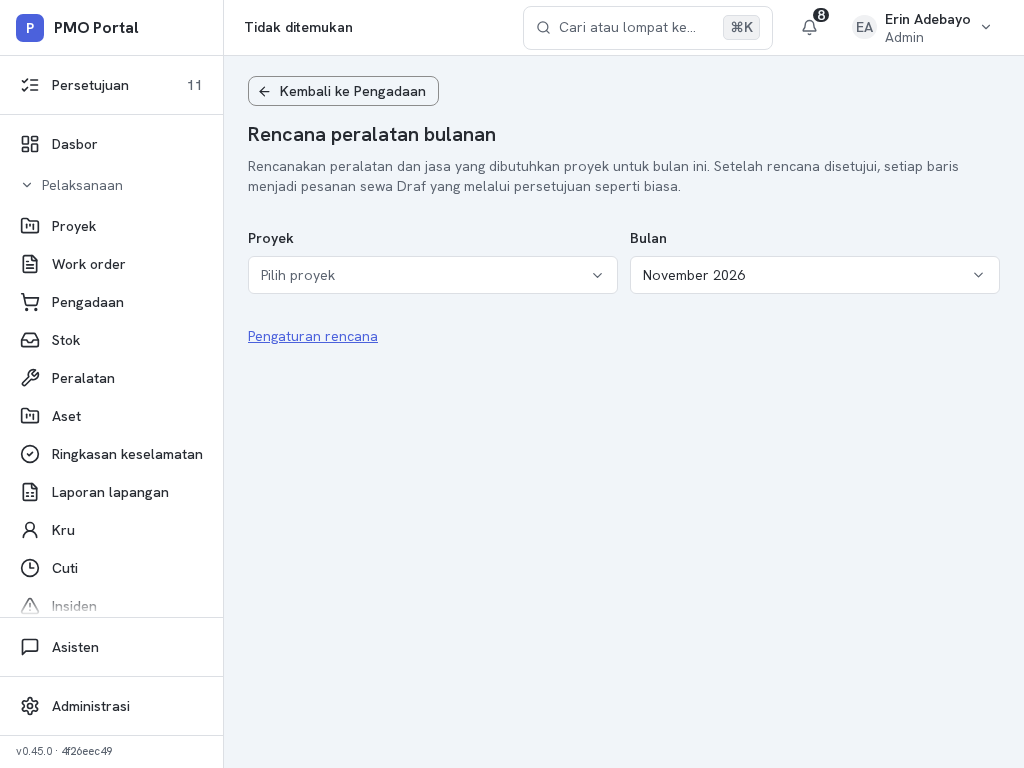 P PMO Portal
Tidak ditemukan
Cari atau lompat ke... ⌘K
8
EA
Erin Adebayo
Admin
Persetujuan 11
Dasbor
Pelaksanaan
Proyek
Work order
Pengadaan
Stok
Peralatan
Aset
Ringkasan keselamatan
Laporan lapangan
Kru
Cuti
Insiden
Asisten
Administrasi
v0.45.0 · 4f26eec49
Kembali ke Pengadaan
Rencana peralatan bulanan
Rencanakan peralatan dan jasa yang dibutuhkan proyek untuk bulan ini. Setelah rencana disetujui, setiap baris
menjadi pesanan sewa Draf yang melalui persetujuan seperti biasa.
Proyek
Pilih proyek
Bulan
November 2026
Pengaturan rencana